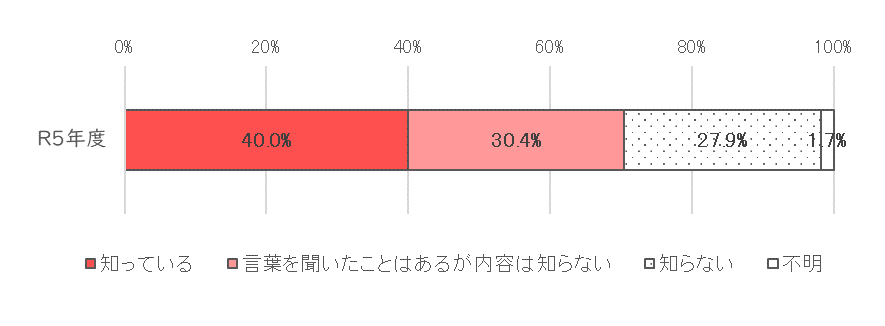 0% 20% 40% 60% 80% 100%
R5年度 40.0% 30.4% 27.9% 1.7%
知っている 言葉を聞いたことはあるが内容は知らない 知らない 不明